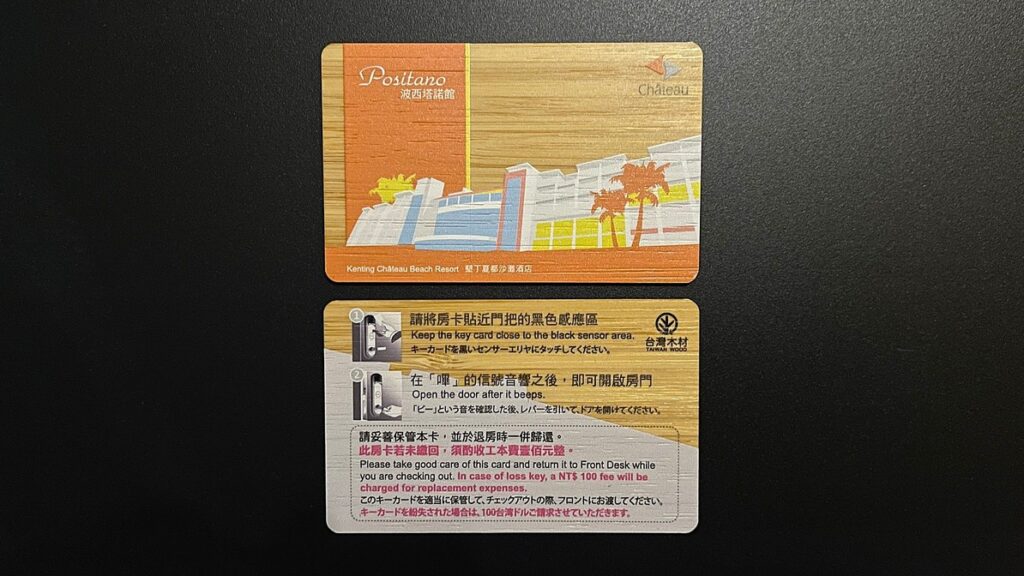 Positano
波西塔諾館
Château
Kenting Château Beach Resort 墾丁夏都沙灘酒店
1
請將房卡貼近門把的黑色感應區
Keep the key card close to the black sensor area.
キーカードを黒いセンサーエリヤにタッチしてください。
台灣木材
TAIWAN WOOD
2
在「嗶」的信號音響之後，即可開啟房門
Open the door after it beeps.
「ピー」という音を確認した後、レバーを引いて、ドアを開けてください。
請妥善保管本卡，並於退房時一併歸還。
此房卡若未繳回，須酌收工本費壹佰元整。
Please take good care of this card and return it to Front Desk while
you are checking out. In case of loss key, a NT$ 100 fee will be
charged for replacement expenses.
このキーカードを適当に保管して、チェックアウトの際、フロントにお渡してください。
キーカードを紛失された場合は、100台湾ドルご請求させていただきます。